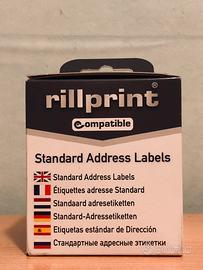 rillprint®
compatible
Standard Address Labels
Standard Address Labels
Étiquettes adresse Standard
Standaard adresetiketten
Standard-Adressetiketten
Etiquetas estándar de Dirección
Стандартные адресные этикетки